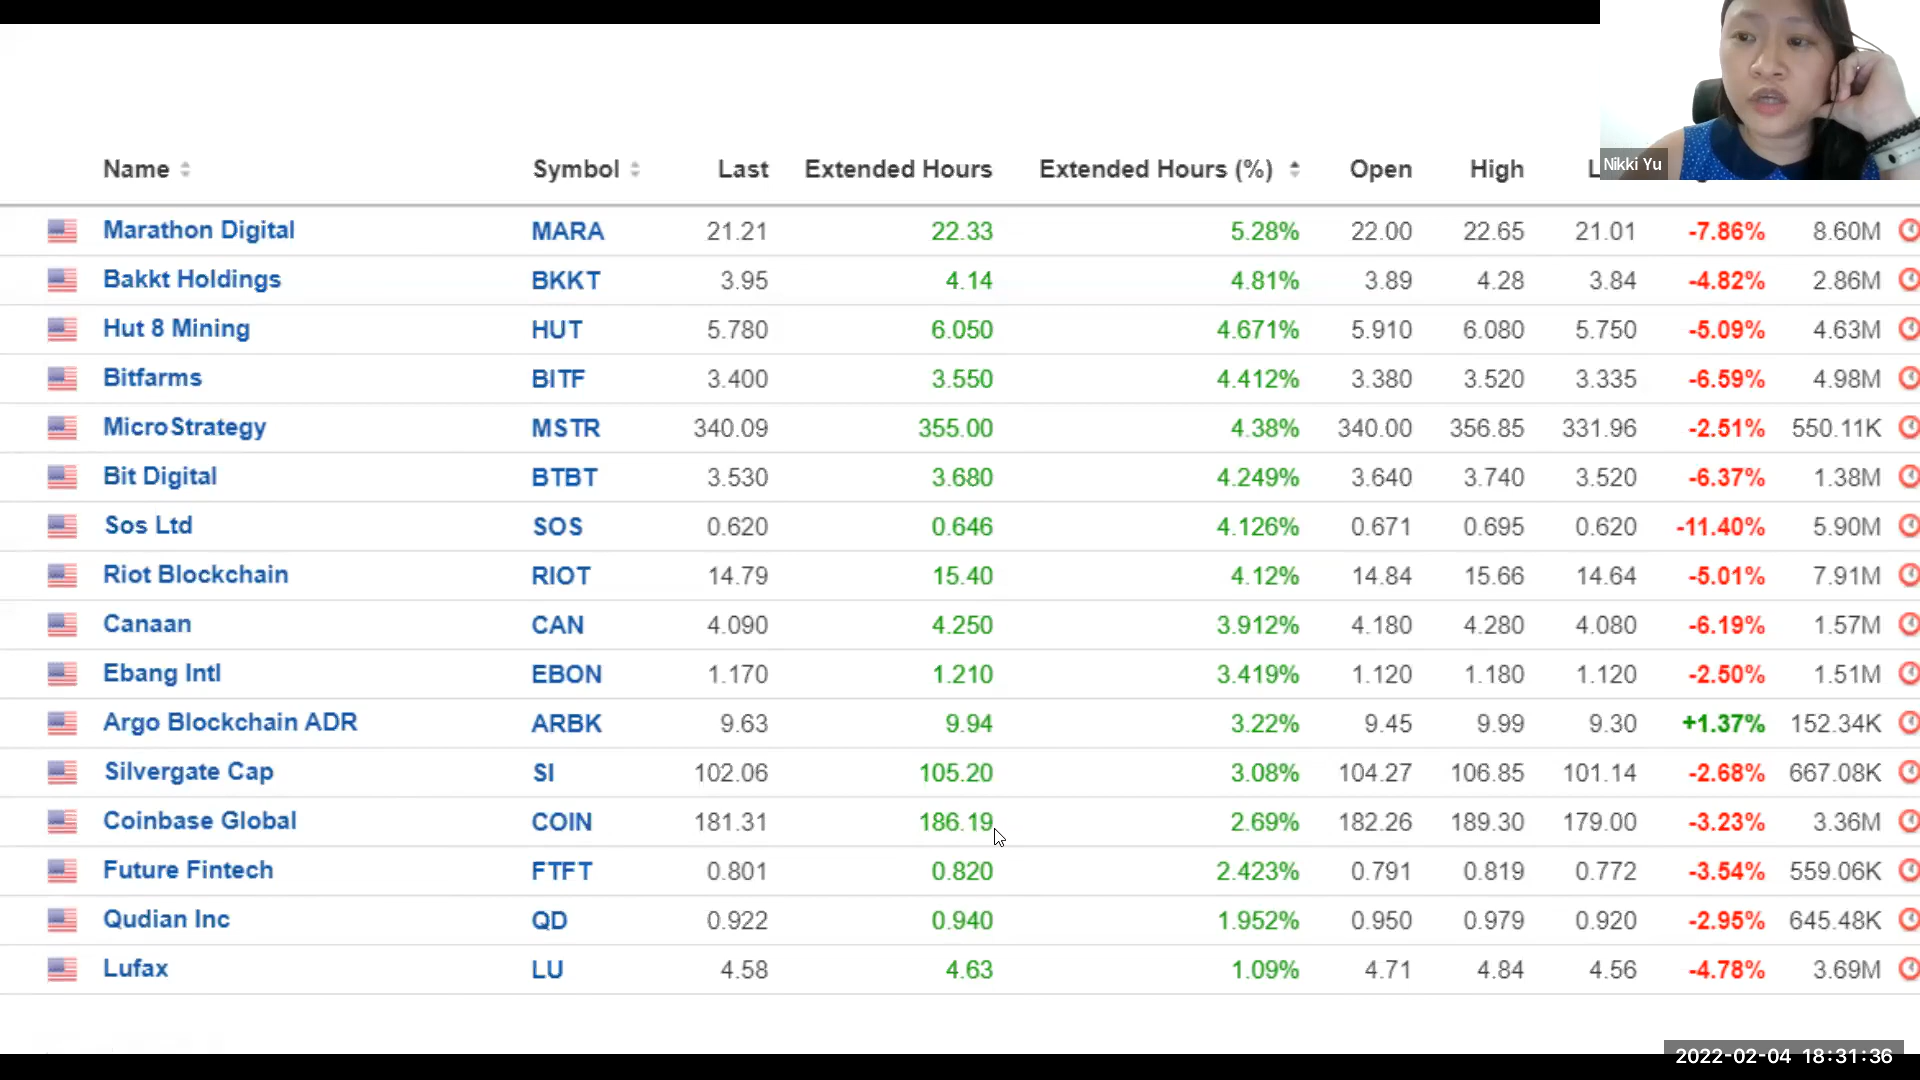 Nikki Yu
Name Symbol Last Extended Hours Extended Hours (%) Open High L
Marathon Digital MARA 21.21 22.33 5.28% 22.00 22.65 21.01 -7.86% 8.60M
Bakkt Holdings BKKT 3.95 4.14 4.81% 3.89 4.28 3.84 -4.82% 2.86M
Hut 8 Mining HUT 5.780 6.050 4.671% 5.910 6.080 5.750 -5.09% 4.63M
Bitfarms BITF 3.400 3.550 4.412% 3.380 3.520 3.335 -6.59% 4.98M
MicroStrategy MSTR 340.09 355.00 4.38% 340.00 356.85 331.96 -2.51% 550.11K
Bit Digital BTBT 3.530 3.680 4.249% 3.640 3.740 3.520 -6.37% 1.38M
Sos Ltd SOS 0.620 0.646 4.126% 0.671 0.695 0.620 -11.40% 5.90M
Riot Blockchain RIOT 14.79 15.40 4.12% 14.84 15.66 14.64 -5.01% 7.91M
Canaan CAN 4.090 4.250 3.912% 4.180 4.280 4.080 -6.19% 1.57M
Ebang Intl EBON 1.170 1.210 3.419% 1.120 1.180 1.120 -2.50% 1.51M
Argo Blockchain ADR ARBK 9.63 9.94 3.22% 9.45 9.99 9.30 +1.37% 152.34K
Silvergate Cap SI 102.06 105.20 3.08% 104.27 106.85 101.14 -2.68% 667.08K
Coinbase Global COIN 181.31 186.19 2.69% 182.26 189.30 179.00 -3.23% 3.36M
Future Fintech FTFT 0.801 0.820 2.423% 0.791 0.819 0.772 -3.54% 559.06K
Qudian Inc QD 0.922 0.940 1.952% 0.950 0.979 0.920 -2.95% 645.48K
Lufax LU 4.58 4.63 1.09% 4.71 4.84 4.56 -4.78% 3.69M
2022-02-04 18:31:36